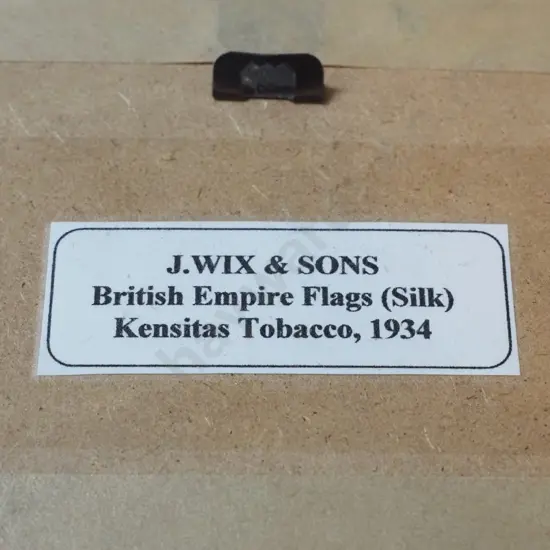 J.WIX & SONS
British Empire Flags (Silk)
Kensitas Tobacco, 1934